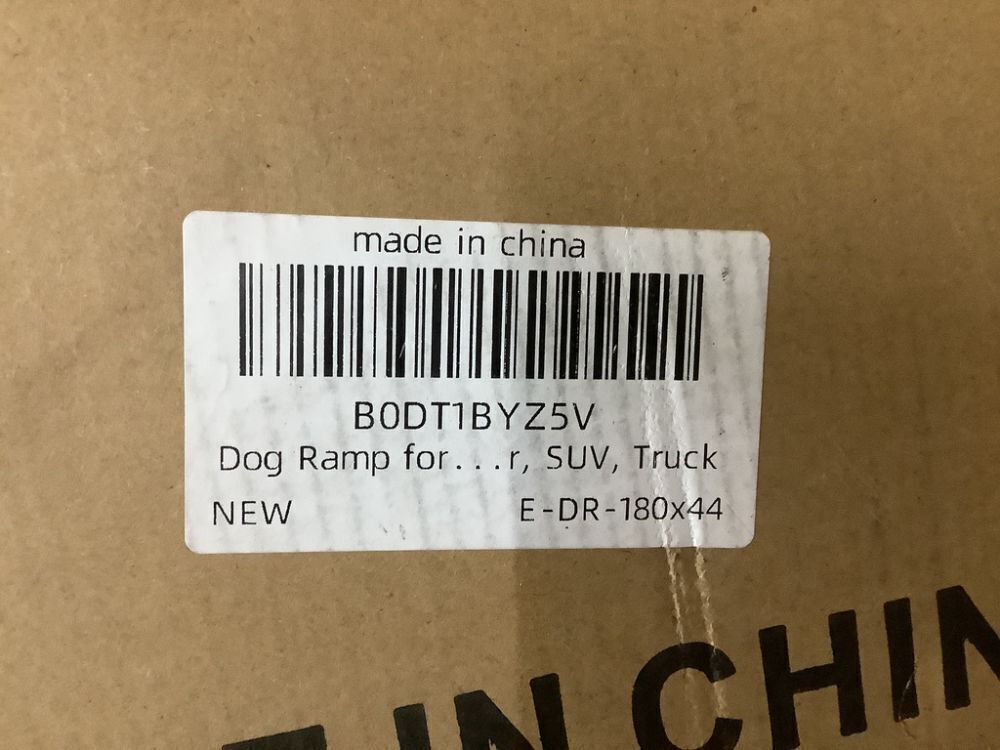 made in china
B0DT1BYZ5V
Dog Ramp for...r, SUV, Truck
NEW E-DR-180x44
IN CHIN